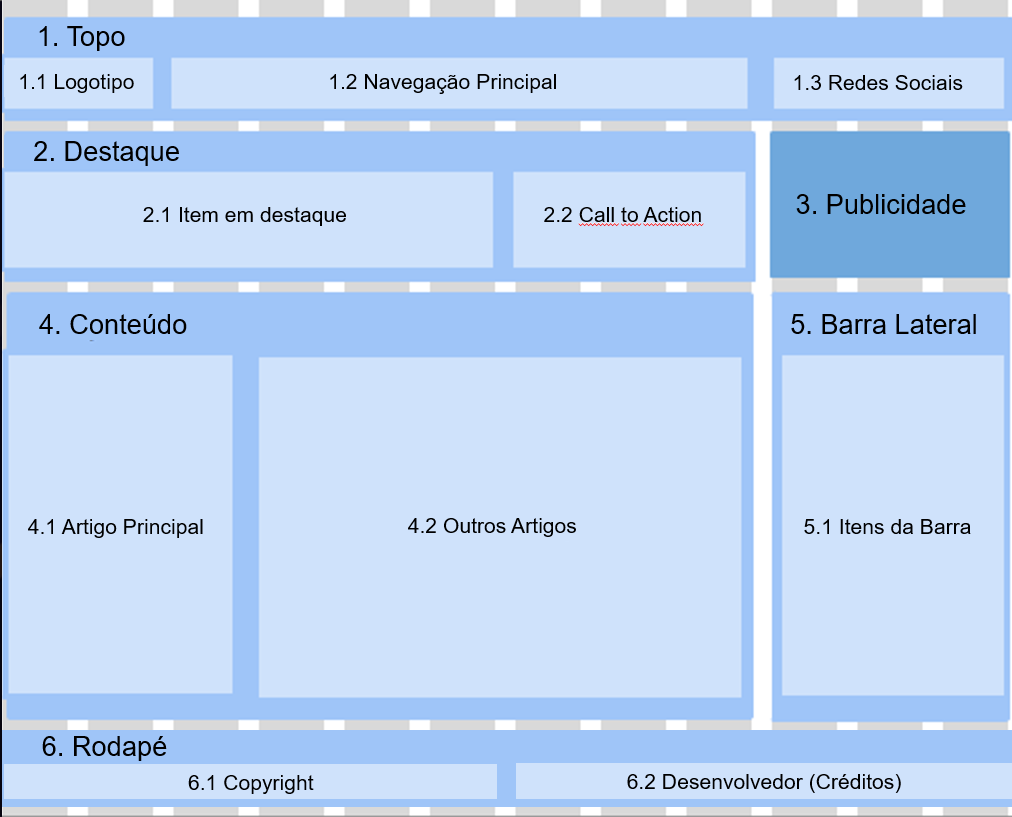 1. Topo
1.1 Logotipo
1.2 Navegação Principal
1.3 Redes Sociais
2. Destaque
2.1 Item em destaque
2.2 Call to Action
3. Publicidade
4. Conteúdo
4.1 Artigo Principal
4.2 Outros Artigos
5. Barra Lateral
5.1 Itens da Barra
6. Rodapé
6.1 Copyright
6.2 Desenvolvedor (Créditos)